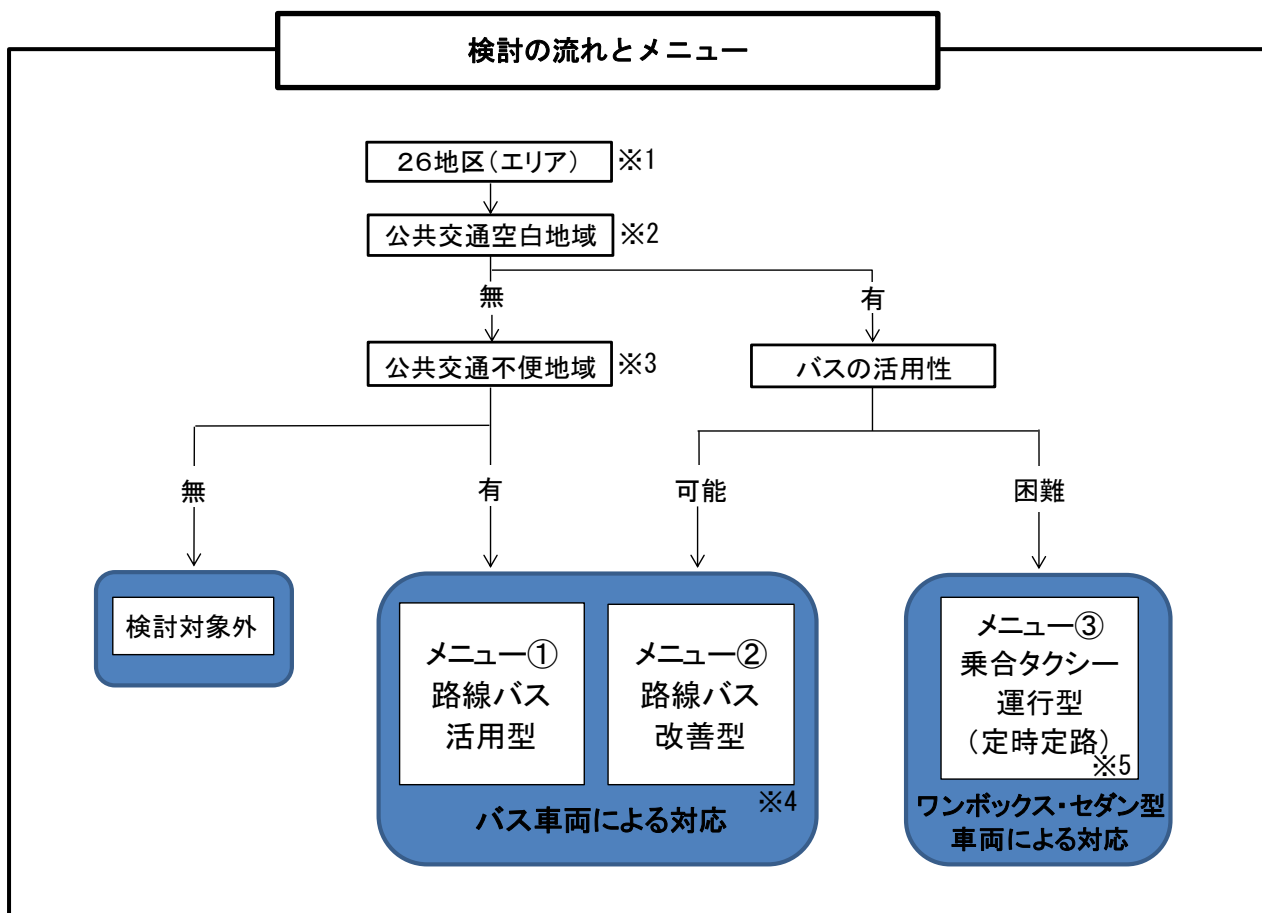 検討の流れとメニュー
26地区（エリア） ※1
公共交通空白地域 ※2
無
有
公共交通不便地域 ※3
バスの活用性
無
有
可能
困難
検討対象外
メニュー①
路線バス
活用型
メニュー②
路線バス
改善型
※4
バス車両による対応
メニュー③
乗合タクシー
運行型
（定時定路）
※5
ワンボックス・セダン型
車両による対応